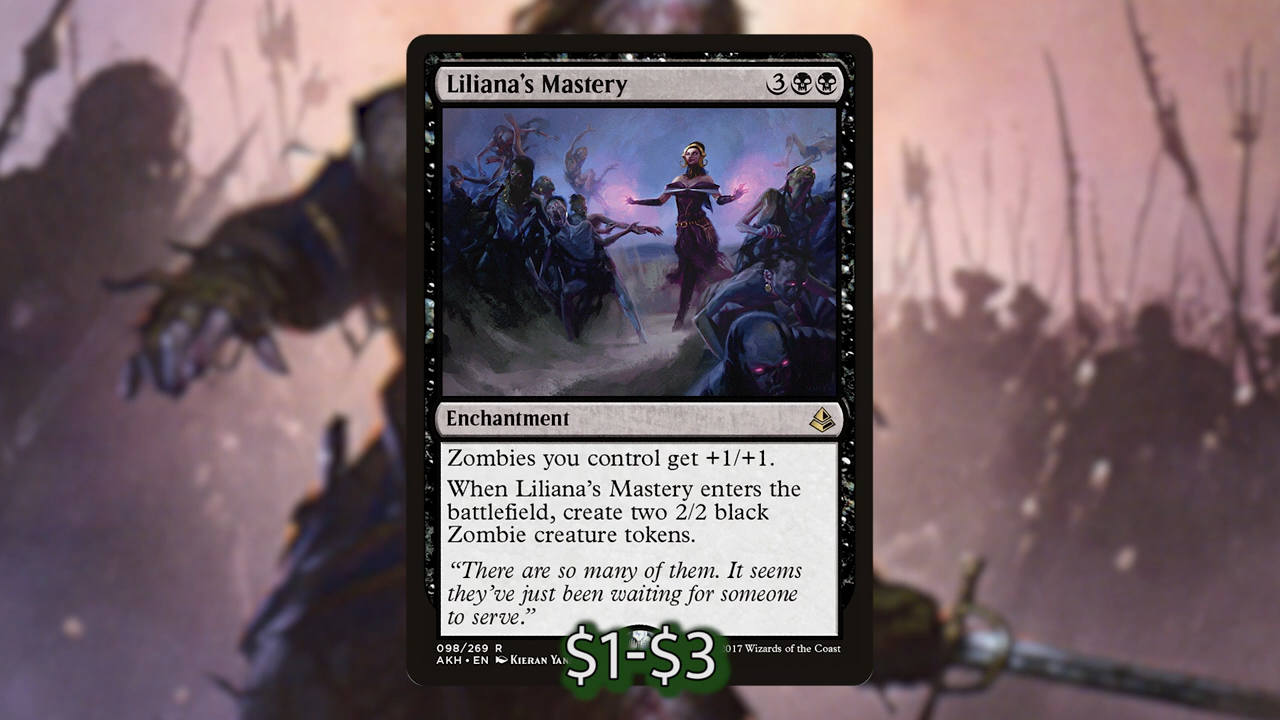 Liliana's Mastery 3
Enchantment
Zombies you control get +1/+1.
When Liliana's Mastery enters the
battlefield, create two 2/2 black
Zombie creature tokens.
“There are so many of them. It seems
they've just been waiting for someone
to serve.”
098/269 R
AKH • EN Kieran Yan
2017 Wizards of the Coast
$1-$3